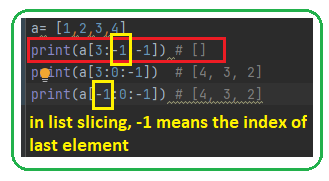 a= [1,2,3,4]
print(a[3:-1:-1]) # []
print(a[3:0:-1]) # [4, 3, 2]
print(a[-1:0:-1]) # [4, 3, 2]
in list slicing, -1 means the index of
last element